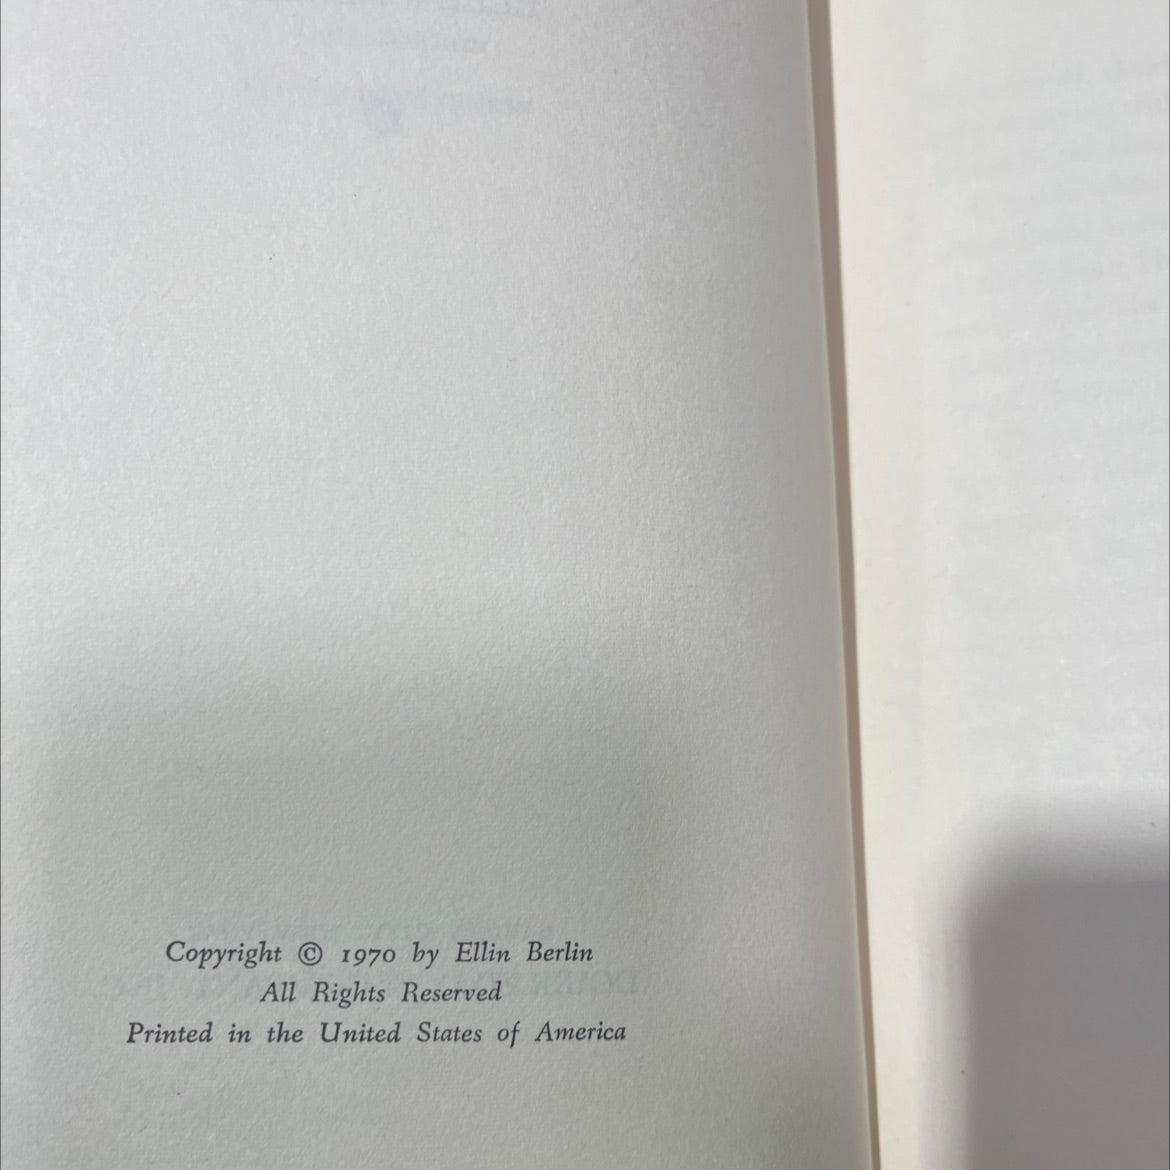 Copyright © 1970 by Ellin Berlin
All Rights Reserved
Printed in the United States of America